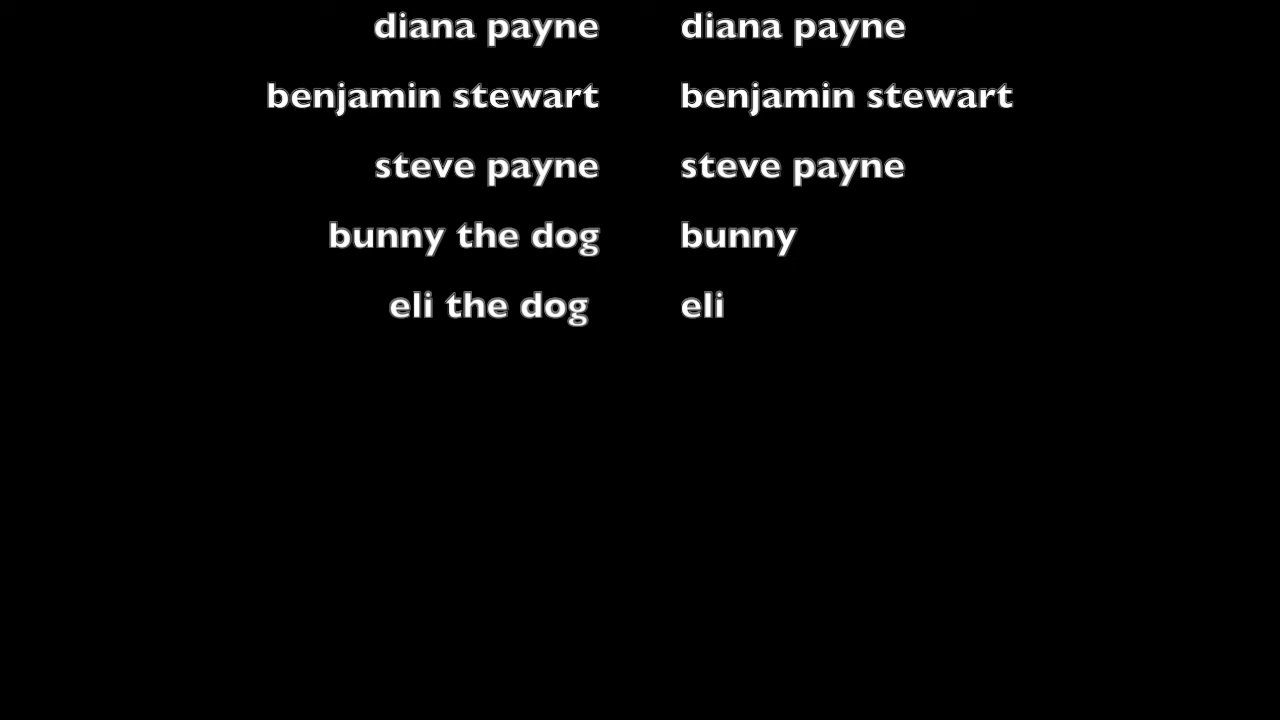 diana payne diana payne
benjamin stewart benjamin stewart
steve payne steve payne
bunny the dog bunny
eli the dog eli